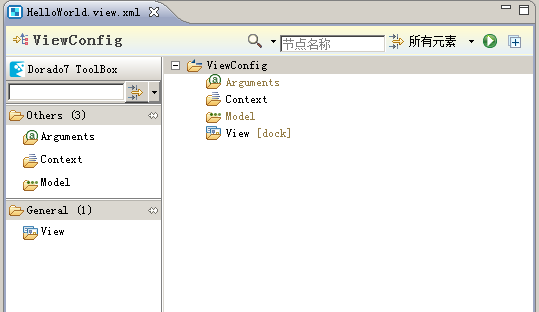 HelloWorld.view.xml
ViewConfig
节点名称
所有元素
Dorado7 ToolBox
Others (3)
Arguments
Context
Model
General (1)
View
ViewConfig
Arguments
Context
Model
View [dock]